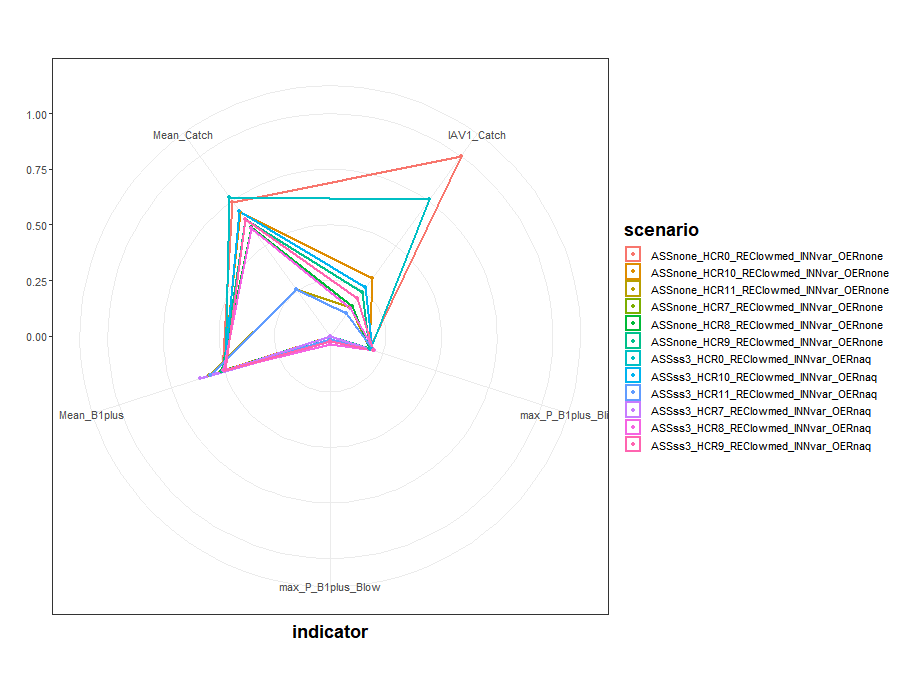 1.00
0.75
0.50
0.25
0.00
Mean_Catch
IAV1_Catch
Mean_B1plus
max_P_B1plus_Bli
max_P_B1plus_Blow
indicator
scenario
ASSnone_HCR0_REClowmed_INNvar_OERnone
ASSnone_HCR10_REClowmed_INNvar_OERnone
ASSnone_HCR11_REClowmed_INNvar_OERnone
ASSnone_HCR7_REClowmed_INNvar_OERnone
ASSnone_HCR8_REClowmed_INNvar_OERnone
ASSnone_HCR9_REClowmed_INNvar_OERnone
ASSss3_HCR0_REClowmed_INNvar_OERnaq
ASSss3_HCR10_REClowmed_INNvar_OERnaq
ASSss3_HCR11_REClowmed_INNvar_OERnaq
ASSss3_HCR7_REClowmed_INNvar_OERnaq
ASSss3_HCR8_REClowmed_INNvar_OERnaq
ASSss3_HCR9_REClowmed_INNvar_OERnaq